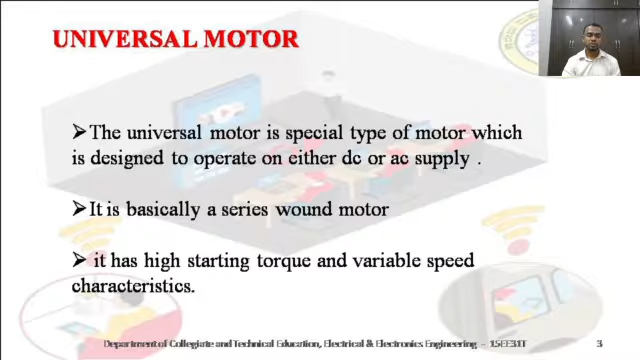 UNIVERSAL MOTOR
➢The universal motor is special type of motor which
is designed to operate on either dc or ac supply .
➢It is basically a series wound motor
➢ it has high starting torque and variable speed
characteristics.
Department of Collegiate and Technical Education, Electrical & Electronics Engineering - 15EE31T
3